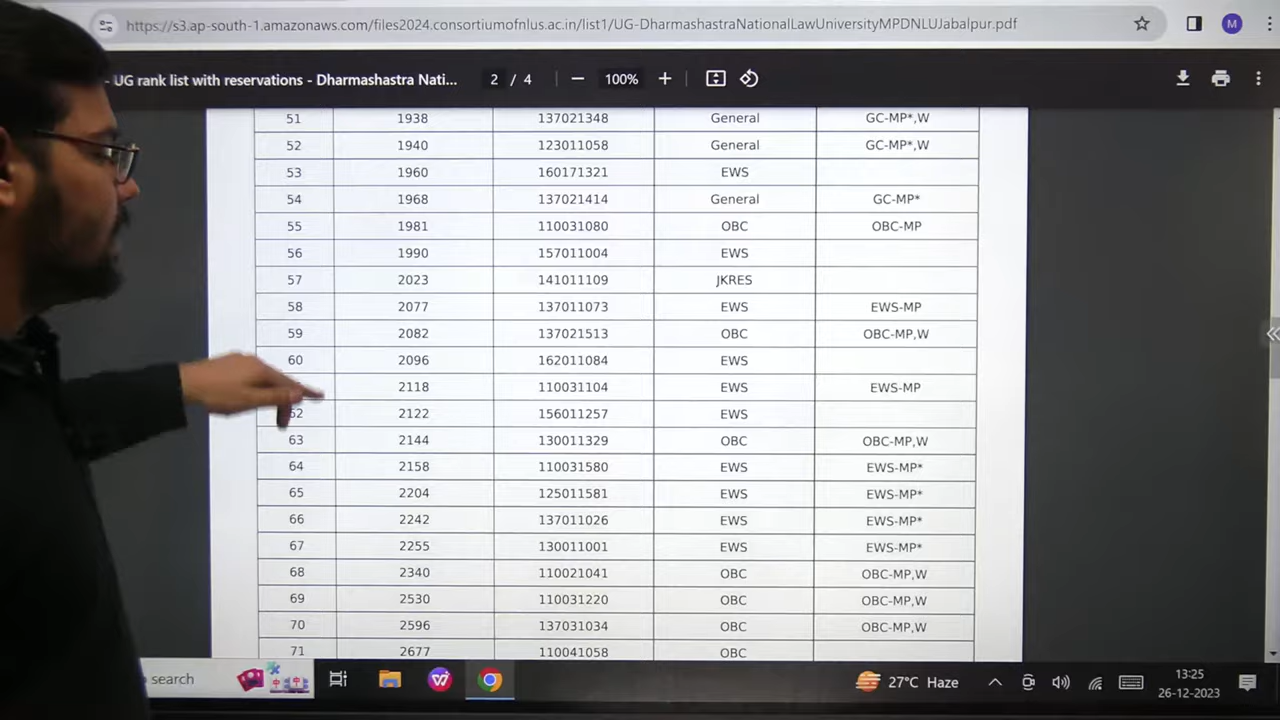 https://s3.ap-south-1.amazonaws.com/files2024.consortiumofnlus.ac.in/list1/UG-DharmashastraNationalLawUniversityMPDNLUJabalpur.pdf
M
- UG rank list with reservations - Dharmashastra Nati...
2 / 4
100%
51 1938 137021348 General GC-MP*,W
52 1940 123011058 General GC-MP*,W
53 1960 160171321 EWS
54 1968 137021414 General GC-MP*
55 1981 110031080 OBC OBC-MP
56 1990 157011004 EWS
57 2023 141011109 JKRES
58 2077 137011073 EWS EWS-MP
59 2082 137021513 OBC OBC-MP,W
60 2096 162011084 EWS
2118 110031104 EWS EWS-MP
62 2122 156011257 EWS
63 2144 130011329 OBC OBC-MP,W
64 2158 110031580 EWS EWS-MP*
65 2204 125011581 EWS EWS-MP*
66 2242 137011026 EWS EWS-MP*
67 2255 130011001 EWS EWS-MP*
68 2340 110021041 OBC OBC-MP,W
69 2530 110031220 OBC OBC-MP,W
70 2596 137031034 OBC OBC-MP,W
71 2677 110041058 OBC
search
27°C Haze
13:25
26-12-2023